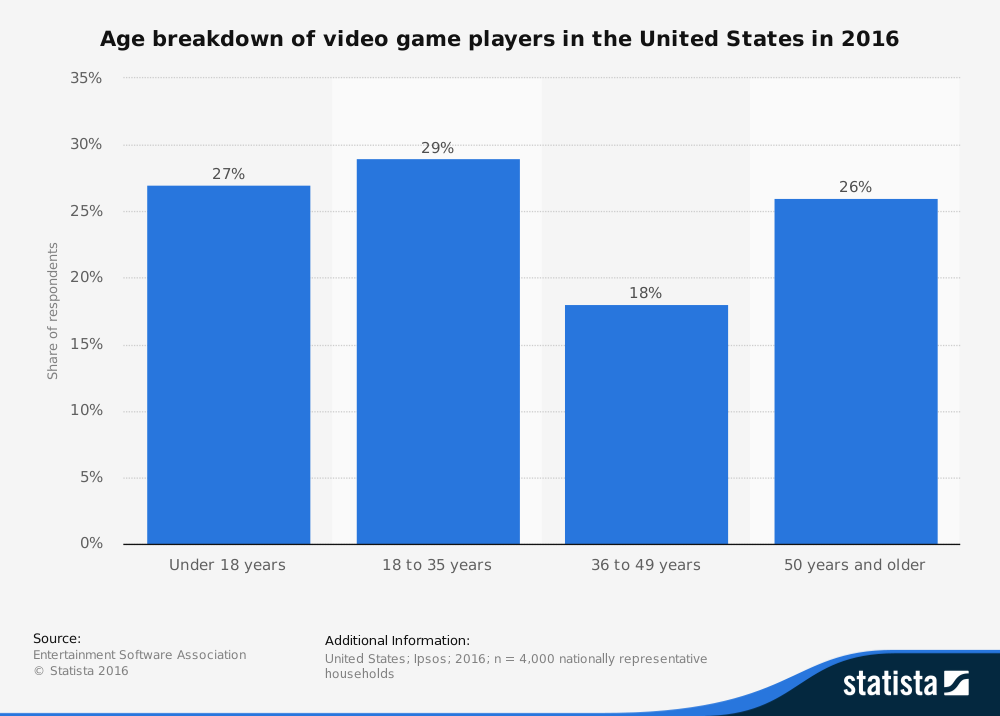 Age breakdown of video game players in the United States in 2016
35%
30%
25%
20%
15%
10%
5%
0%
Share of respondents
27%
29%
18%
26%
Under 18 years
18 to 35 years
36 to 49 years
50 years and older
Source:
Entertainment Software Association
© Statista 2016
Additional Information:
United States; Ipsos; 2016; n = 4,000 nationally representative
households
statista